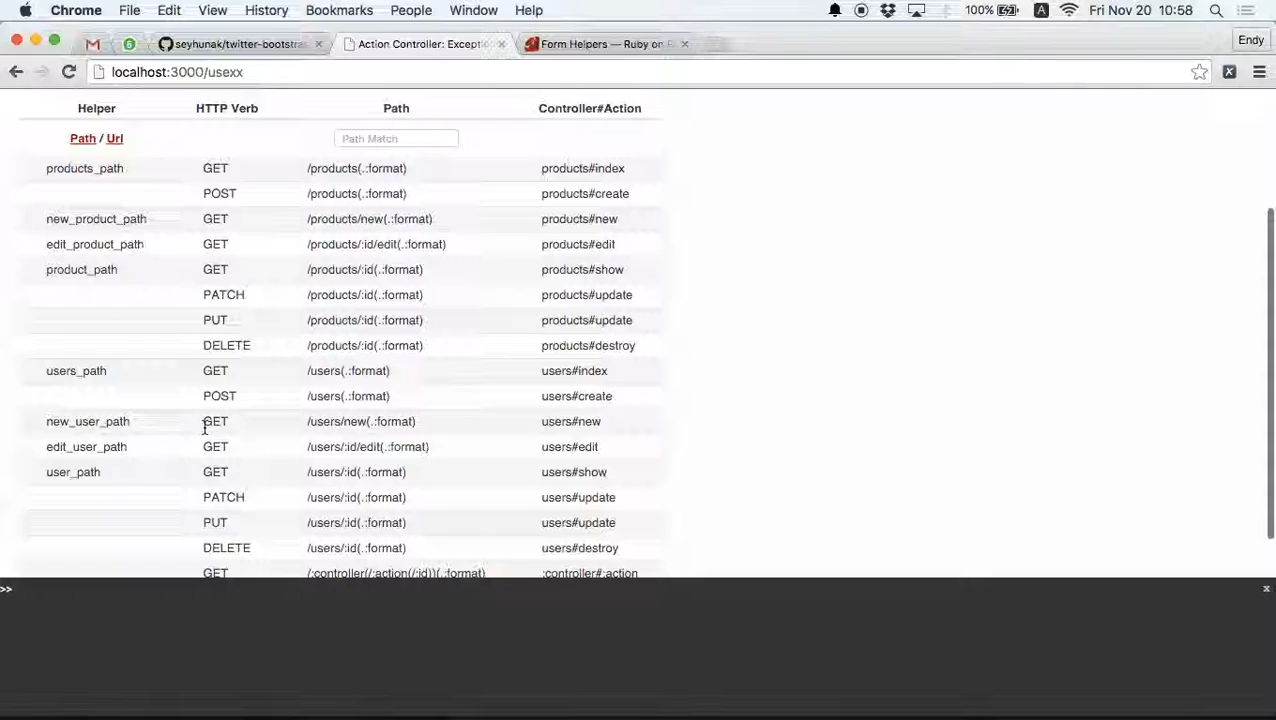 Chrome File Edit View History Bookmarks People Window Help 100% A Fri Nov 20 10:58
seyhunak/twitter-bootstra × Action Controller: Exceptio × Form Helpers — Ruby on R × Endy
localhost:3000/usexx
Helper HTTP Verb Path Controller#Action
Path / Url Path Match
products_path GET /products(.:format) products#index
POST /products(.:format) products#create
new_product_path GET /products/new(.:format) products#new
edit_product_path GET /products/:id/edit(.:format) products#edit
product_path GET /products/:id(.:format) products#show
PATCH /products/:id(.:format) products#update
PUT /products/:id(.:format) products#update
DELETE /products/:id(.:format) products#destroy
users_path GET /users(.:format) users#index
POST /users(.:format) users#create
new_user_path GET /users/new(.:format) users#new
edit_user_path GET /users/:id/edit(.:format) users#edit
user_path GET /users/:id(.:format) users#show
PATCH /users/:id(.:format) users#update
PUT /users/:id(.:format) users#update
DELETE /users/:id(.:format) users#destroy
GET /:controller(/:action(/:id))(.:format) :controller#:action
>> x